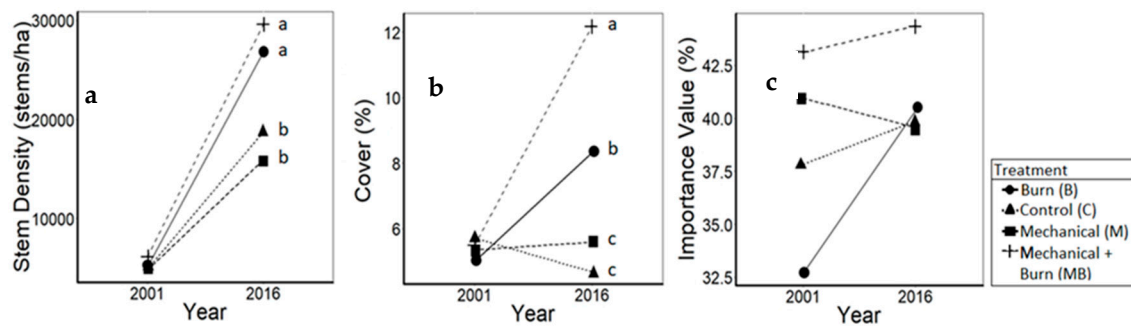 30000
20000
10000
Stem Density (stems/ha)
a
a
a
b
b
2001
2016
Year
12
10
8
6
Cover (%)
b
a
b
c
c
2001
2016
Year
42.5
40.0
37.5
35.0
32.5
Importance Value (%)
c
2001
2016
Year
Treatment
Burn (B)
Control (C)
Mechanical (M)
Mechanical +
Burn (MB)